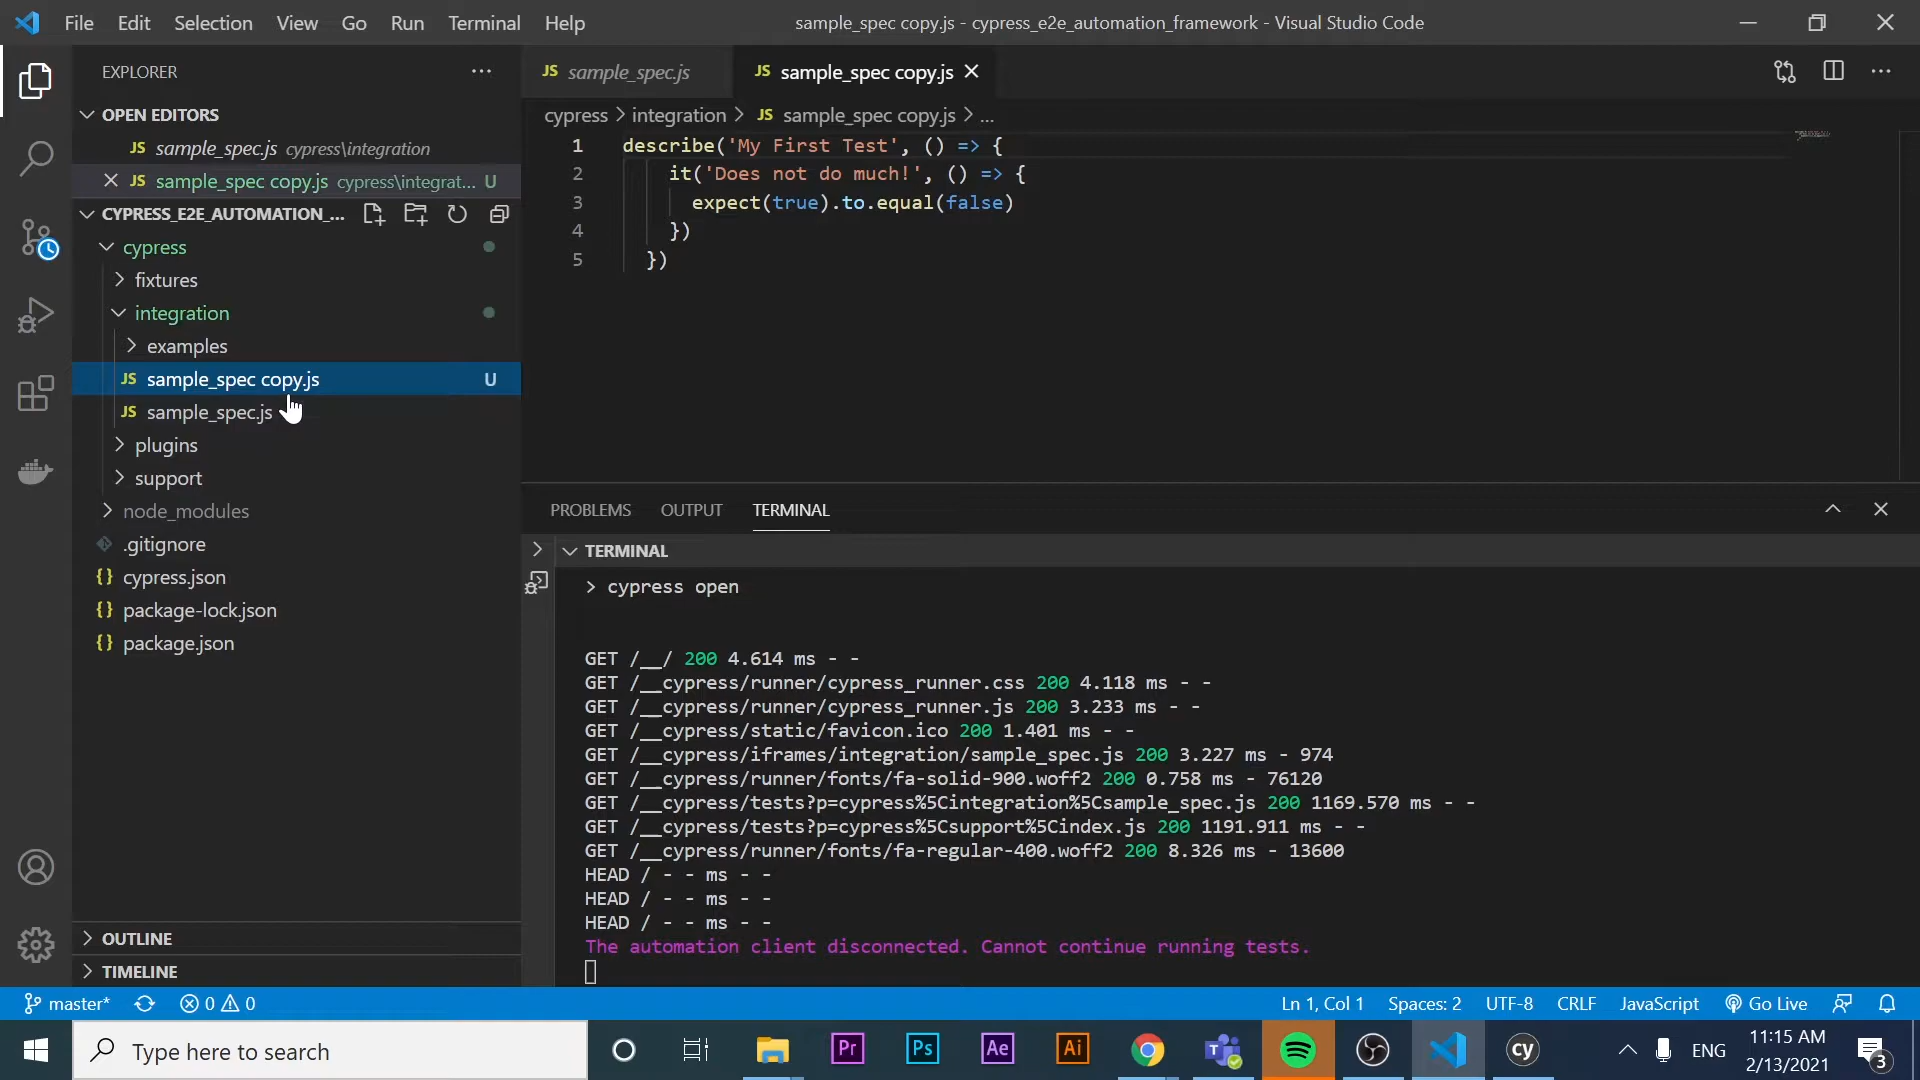 File Edit Selection View Go Run Terminal Help
sample_spec copy.js - cypress_e2e_automation_framework - Visual Studio Code
EXPLORER
OPEN EDITORS
JS sample_spec.js cypress\integration
JS sample_spec copy.js cypress\integrat... U
CYPRESS_E2E_AUTOMATION_...
cypress
fixtures
integration
examples
JS sample_spec copy.js U
JS sample_spec.js
plugins
support
node_modules
.gitignore
{} cypress.json
{} package-lock.json
{} package.json
OUTLINE
TIMELINE
JS sample_spec.js
JS sample_spec copy.js
cypress > integration > JS sample_spec copy.js > ...
1 describe('My First Test', () => {
2 it('Does not do much!', () => {
3 expect(true).to.equal(false)
4 })
5 })
PROBLEMS OUTPUT TERMINAL
TERMINAL
> cypress open
GET /__/ 200 4.614 ms - -
GET /__cypress/runner/cypress_runner.css 200 4.118 ms - -
GET /__cypress/runner/cypress_runner.js 200 3.233 ms - -
GET /__cypress/static/favicon.ico 200 1.401 ms - -
GET /__cypress/iframes/integration/sample_spec.js 200 3.227 ms - 974
GET /__cypress/runner/fonts/fa-solid-900.woff2 200 0.758 ms - 76120
GET /__cypress/tests?p=cypress%5Cintegration%5Csample_spec.js 200 1169.570 ms - -
GET /__cypress/tests?p=cypress%5Csupport%5Cindex.js 200 1191.911 ms - -
GET /__cypress/runner/fonts/fa-regular-400.woff2 200 8.326 ms - 13600
HEAD / - - ms - -
HEAD / - - ms - -
HEAD / - - ms - -
The automation client disconnected. Cannot continue running tests.
master* 0 0 Ln 1, Col 1 Spaces: 2 UTF-8 CRLF JavaScript Go Live
Type here to search
Pr Ps Ae Ai T cy
ENG
11:15 AM
2/13/2021
3